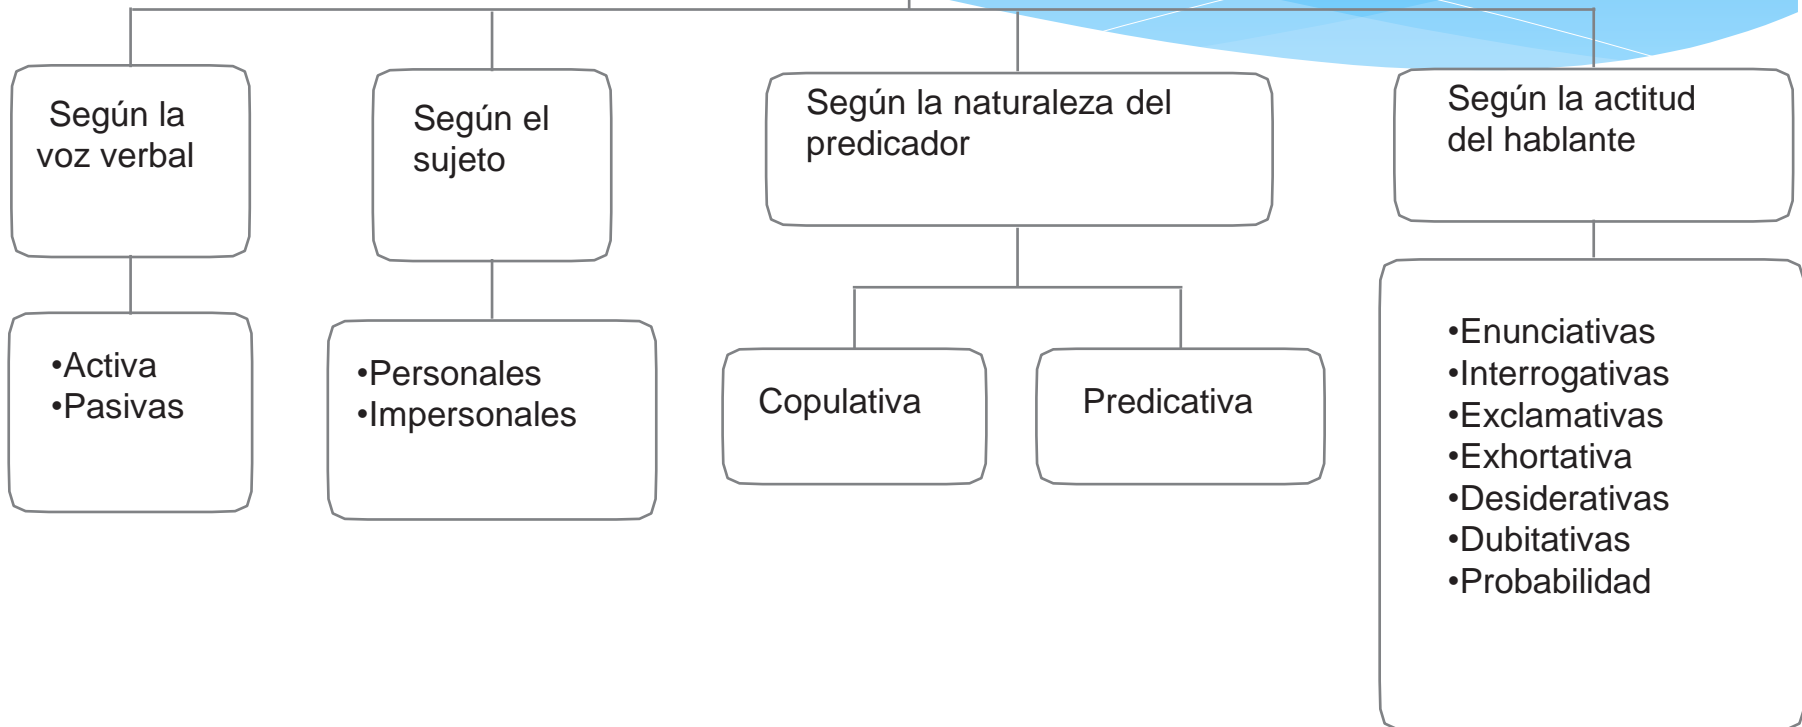 Según la
voz verbal
Según el
sujeto
Según la naturaleza del
predicador
Según la actitud
del hablante
•Activa
•Pasivas
•Personales
•Impersonales
Copulativa
Predicativa
•Enunciativas
•Interrogativas
•Exclamativas
•Exhortativa
•Desiderativas
•Dubitativas
•Probabilidad